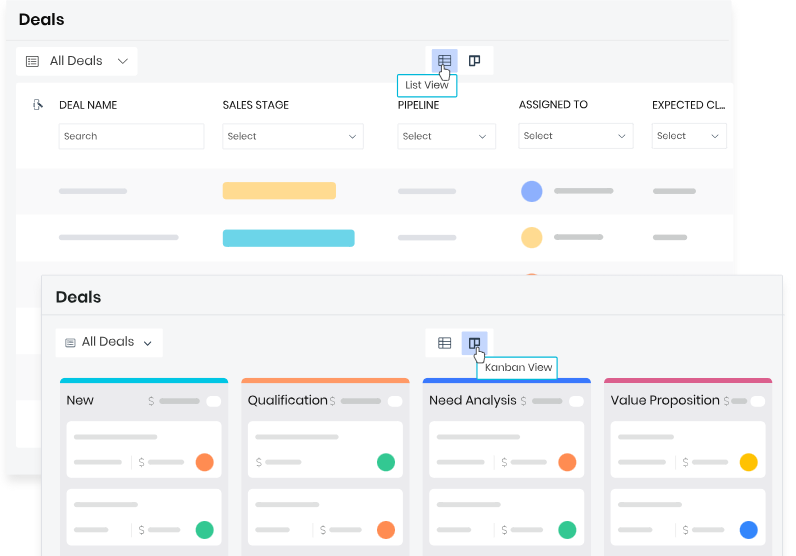 Deals
All Deals
List View
DEAL NAME SALES STAGE PIPELINE ASSIGNED TO EXPECTED CL...
Search Select Select Select Select
Deals
All Deals
Kanban View
New $ Qualification $ Need Analysis $ Value Proposition $
$ $ $ $
$ $ $ $